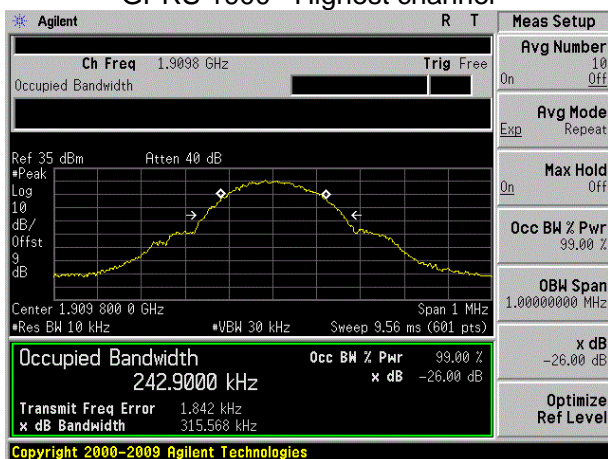 GPRS 1900 Highest channel
Agilent R T
Ch Freq 1.9098 GHz Trig Free
Occupied Bandwidth
Ref 35 dBm Atten 40 dB
#Peak
Log
10
dB/
Offst
9
dB
Center 1.909 800 0 GHz Span 1 MHz
#Res BW 10 kHz #VBW 30 kHz Sweep 9.56 ms (601 pts)
Occupied Bandwidth Occ BW % Pwr 99.00 %
242.9000 kHz x dB -26.00 dB
Transmit Freq Error 1.842 kHz
x dB Bandwidth 315.568 kHz
Copyright 2000-2009 Agilent Technologies
Meas Setup
Avg Number
10
On Off
Avg Mode
Exp Repeat
Max Hold
On Off
Occ BW % Pwr
99.00 %
OBW Span
1.00000000 MHz
x dB
-26.00 dB
Optimize
Ref Level